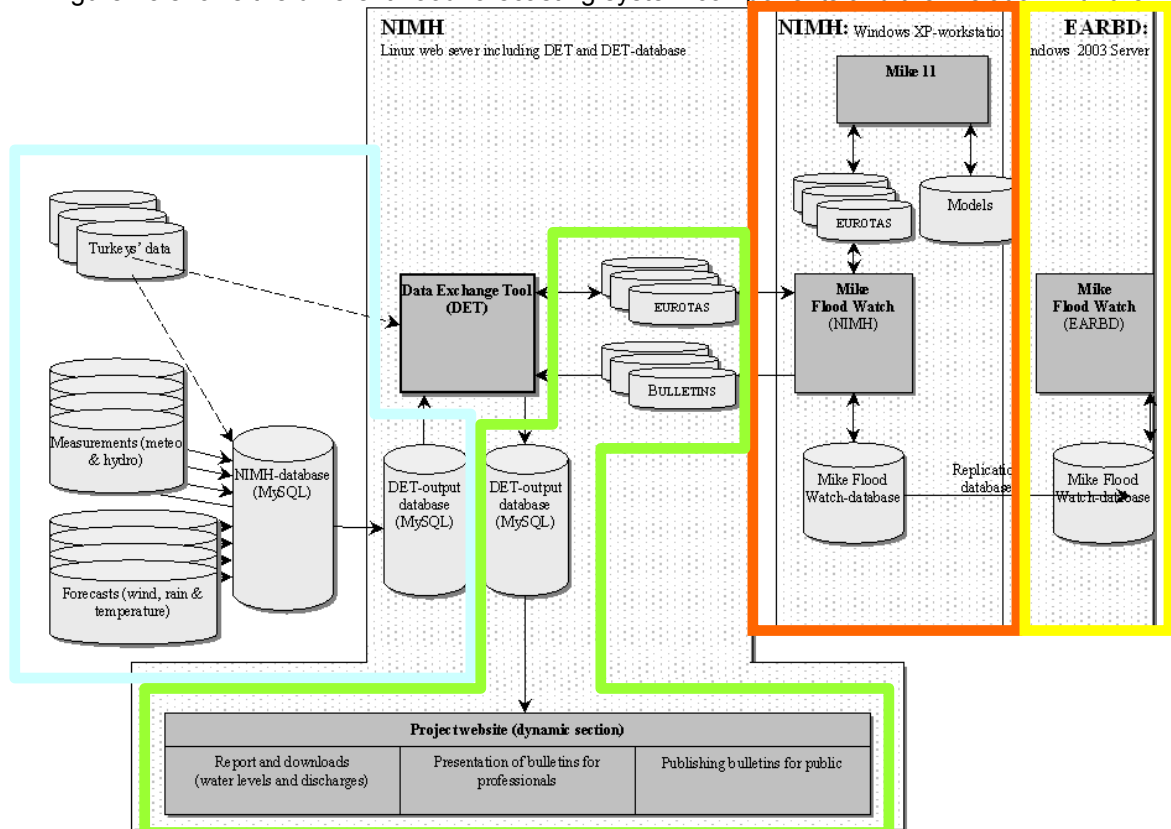 NIMH
Linux web sever including DET and DET-database
NIMH: Windows XP-workstation
EARBD:
ndows 2003 Server
Mike 11
EUROTAS
Models
Turkeys' data
Data Exchange Tool
(DET)
EUROTAS
BULLETINS
Mike
Flood Watch
(NIMH)
Mike
Flood Watch
(EARBD)
Measurements (meteo
& hydro)
NIMH-database
(MySQL)
DET-output
database
(MySQL)
DET-output
database
(MySQL)
Mike Flood
Watch-database
Replicatio
database
Mike Flood
Watch-database
Forecasts (wind, rain &
temperature)
Project website (dynamic section)
Report and downloads
(water levels and discharges)
Presentation of bulletins for
professionals
Publishing bulletins for public